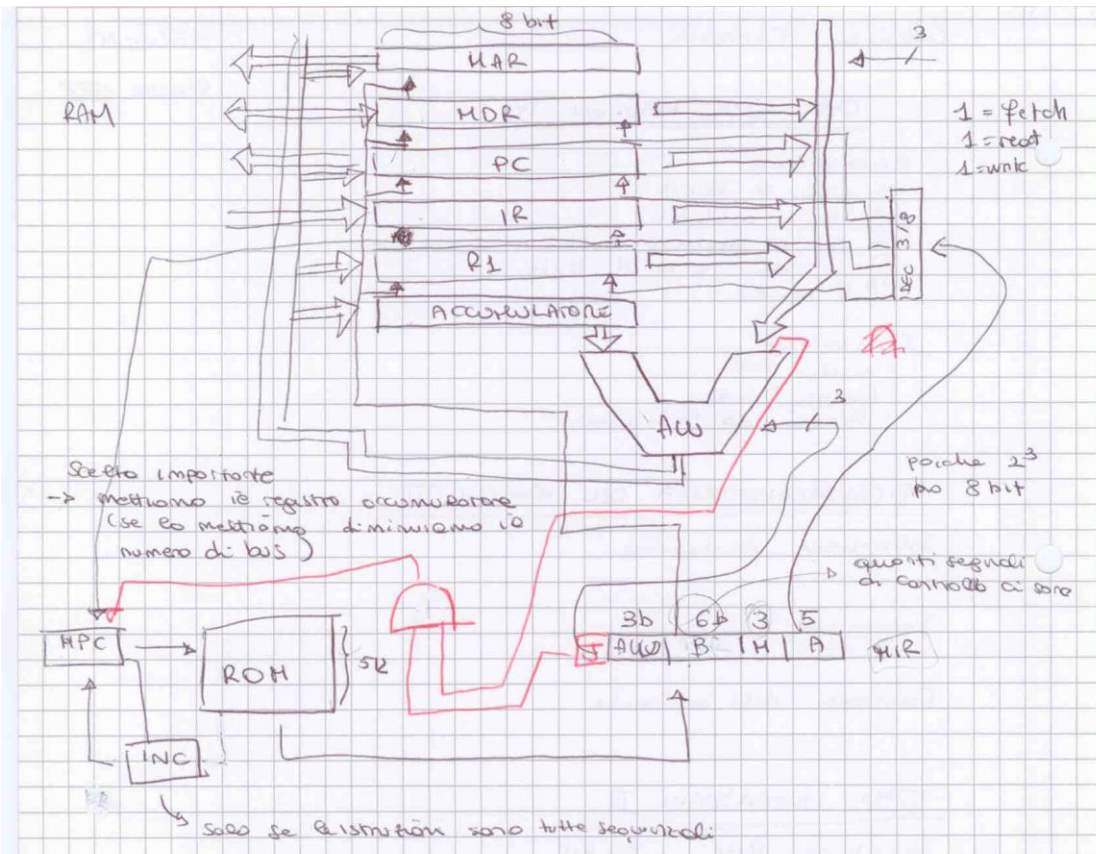 8 bit
MAR
3
RAM
MDR
1 = fetch
1 = read
1 = write
PC
IR
DEC 3/8
R1
ACCUMULATORE
ALU
3
Scelta importante
-> mettiamo il registro accumulatore
(se lo mettiamo diminuiamo il
numero di bus)
poiché 2³
8 bit
quanti segnali
di controllo ci sono
3b 6b 3 5
J ALU B M A MIR
MPC
ROM
5k
INC
solo se le istruzioni sono tutte sequenziali